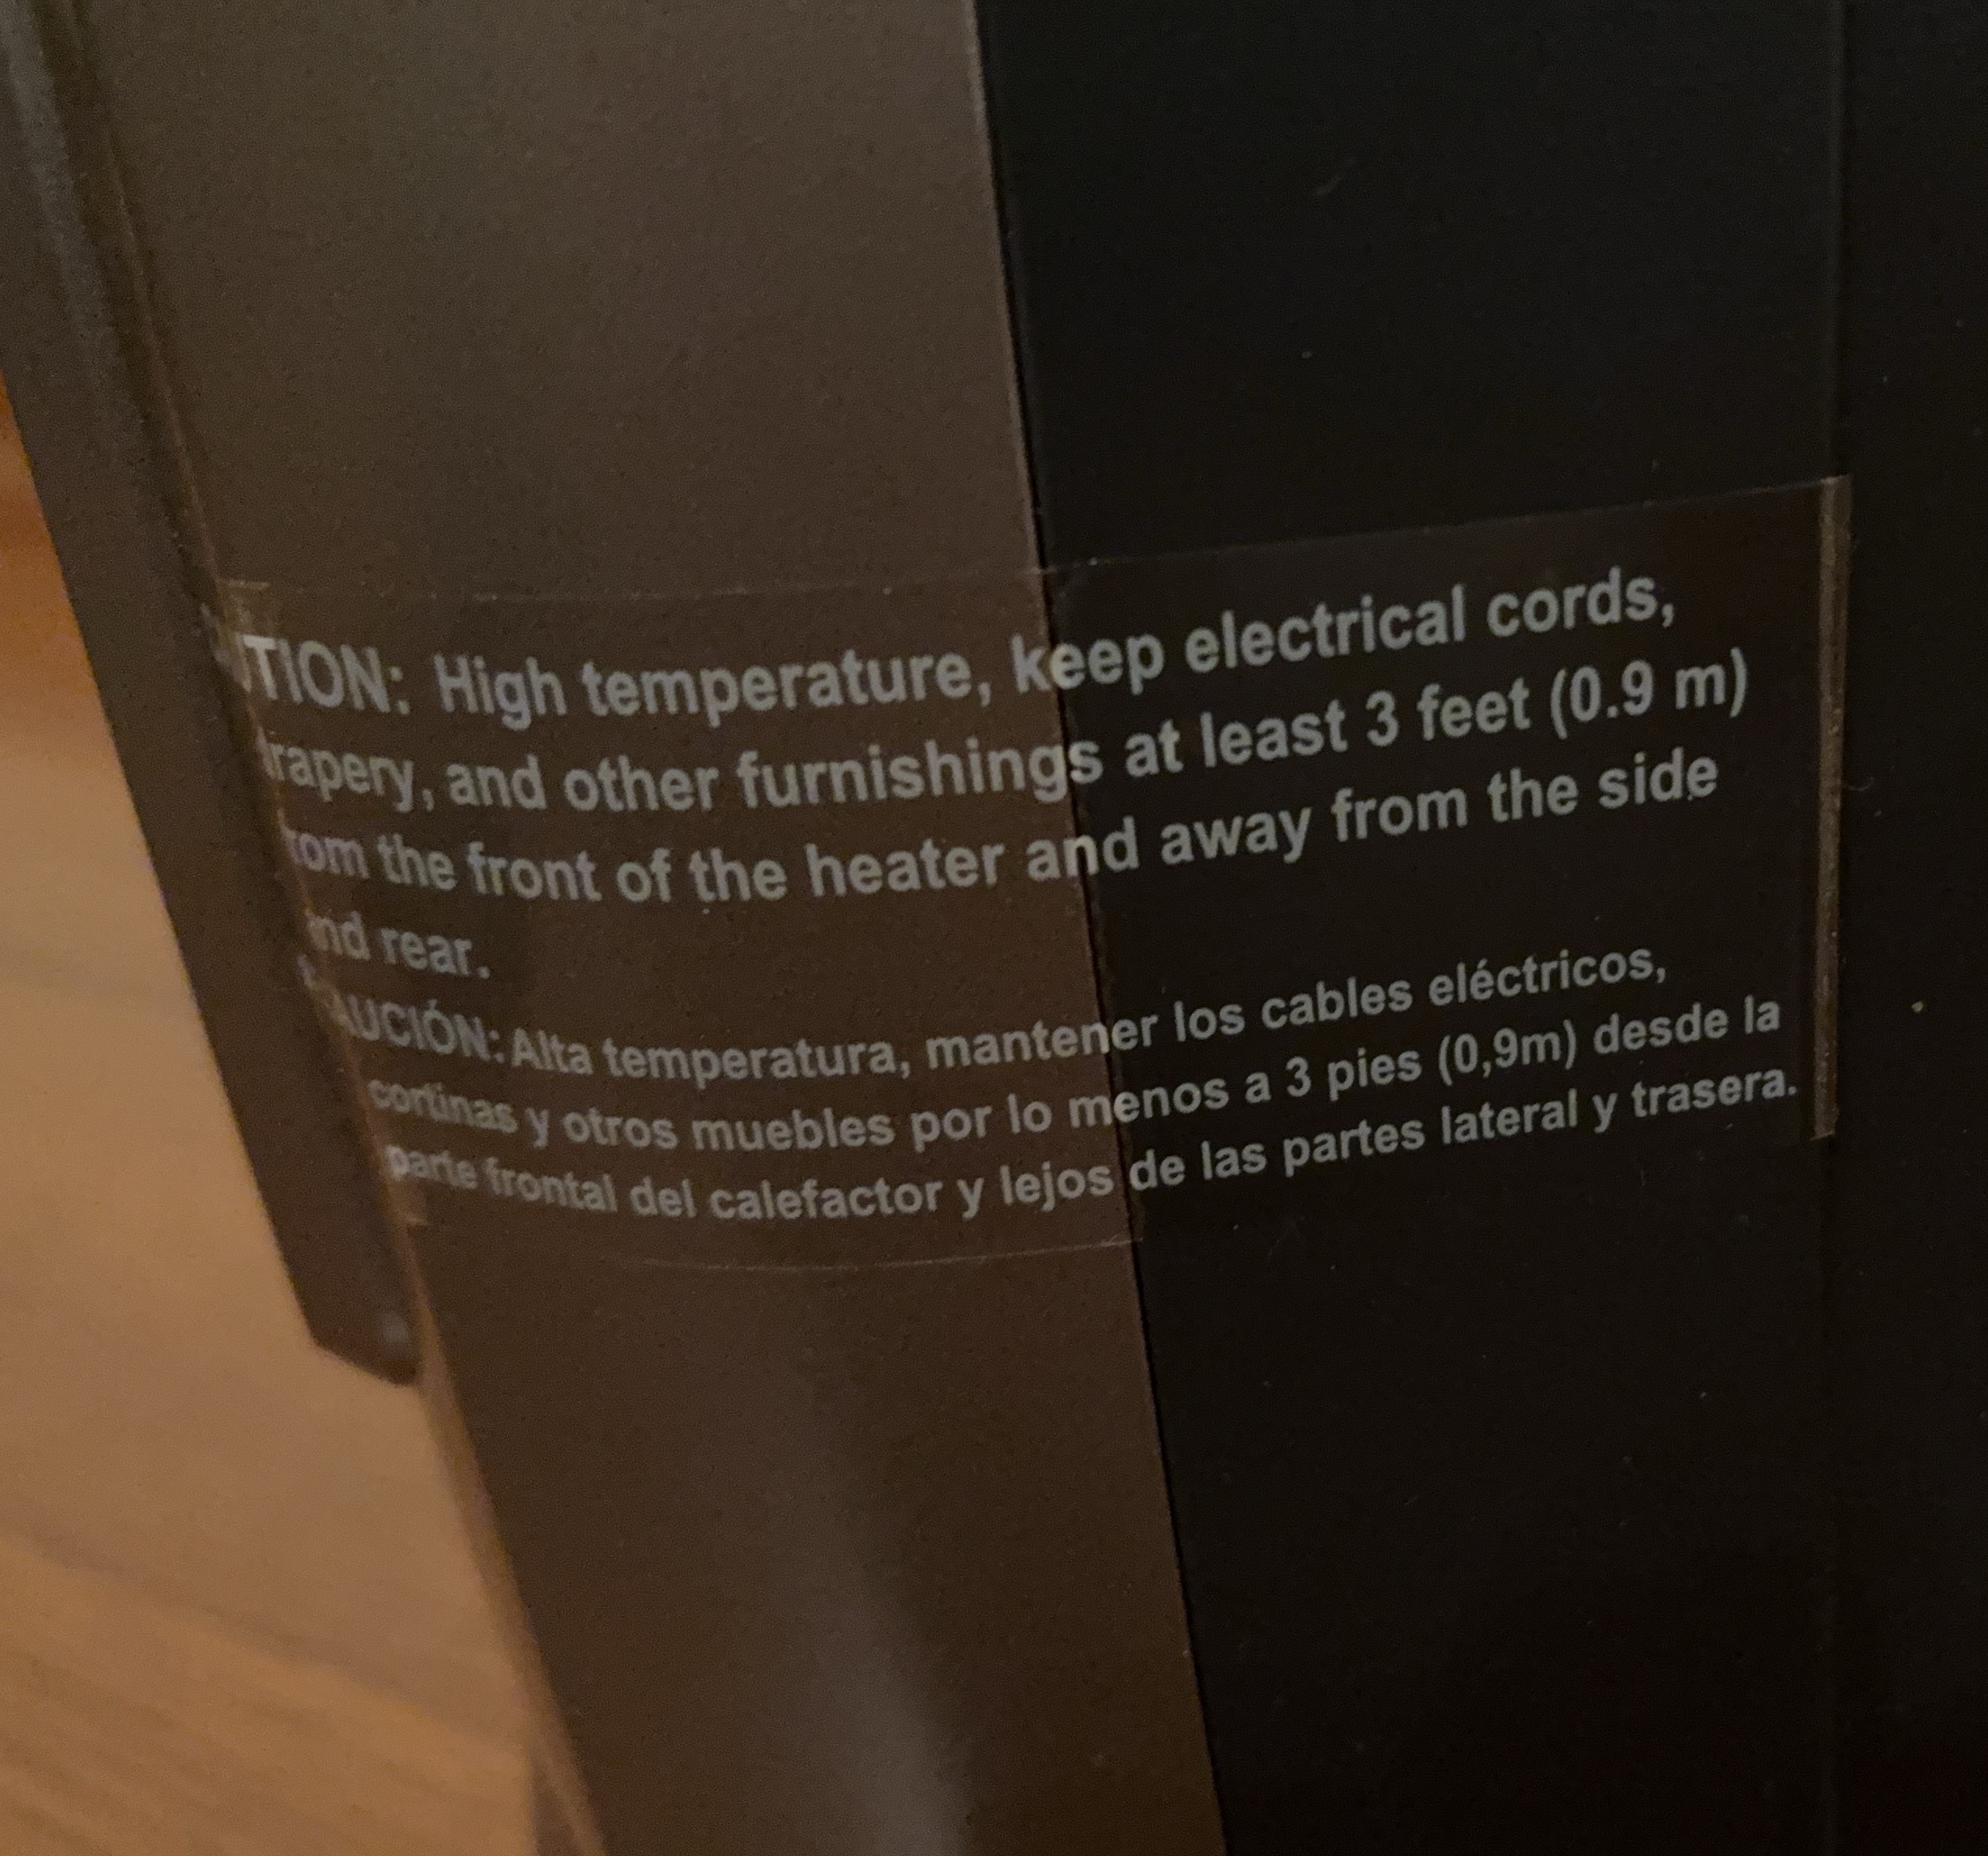 TION: High temperature, keep electrical cords,
rapery, and other furnishings at least 3 feet (0.9 m)
rom the front of the heater and away from the side
nd rear.
AUCIÓN: Alta temperatura, mantener los cables eléctricos,
cortinas y otros muebles por lo menos a 3 pies (0,9m) desde la
parte frontal del calefactor y lejos de las partes lateral y trasera.